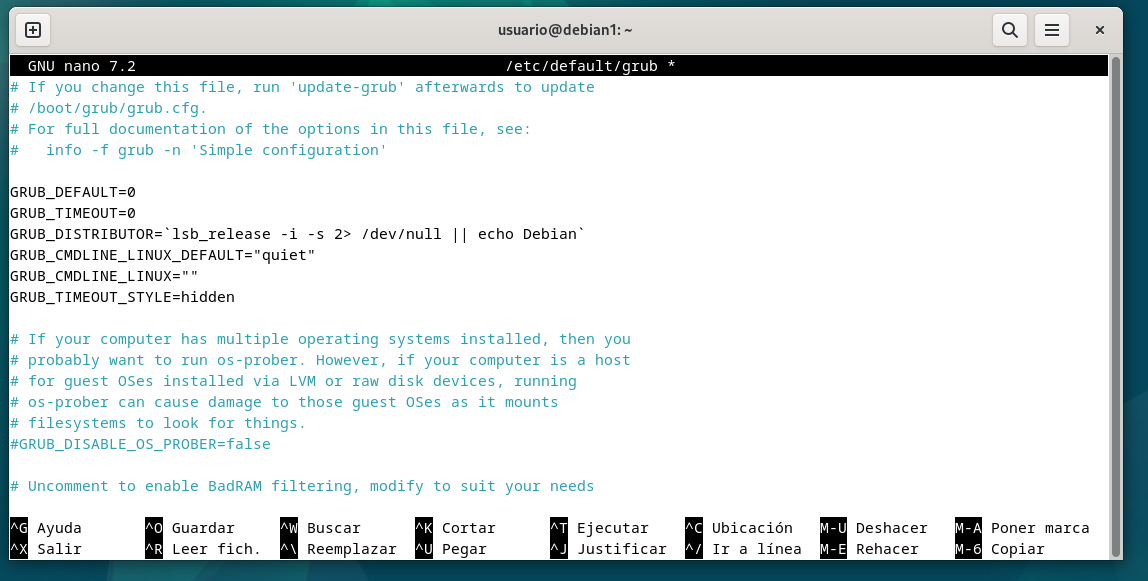 usuario@debian1: ~
GNU nano 7.2 /etc/default/grub *
# If you change this file, run 'update-grub' afterwards to update
# /boot/grub/grub.cfg.
# For full documentation of the options in this file, see:
#   info -f grub -n 'Simple configuration'

GRUB_DEFAULT=0
GRUB_TIMEOUT=0
GRUB_DISTRIBUTOR=`lsb_release -i -s 2> /dev/null || echo Debian`
GRUB_CMDLINE_LINUX_DEFAULT="quiet"
GRUB_CMDLINE_LINUX=""
GRUB_TIMEOUT_STYLE=hidden

# If your computer has multiple operating systems installed, then you
# probably want to run os-prober. However, if your computer is a host
# for guest OSes installed via LVM or raw disk devices, running
# os-prober can cause damage to those guest OSes as it mounts
# filesystems to look for things.
#GRUB_DISABLE_OS_PROBER=false

# Uncomment to enable BadRAM filtering, modify to suit your needs
^G Ayuda ^O Guardar ^W Buscar ^K Cortar ^T Ejecutar ^C Ubicación M-U Deshacer M-A Poner marca
^X Salir ^R Leer fich. ^\ Reemplazar ^U Pegar ^J Justificar ^/ Ir a línea M-E Rehacer M-6 Copiar